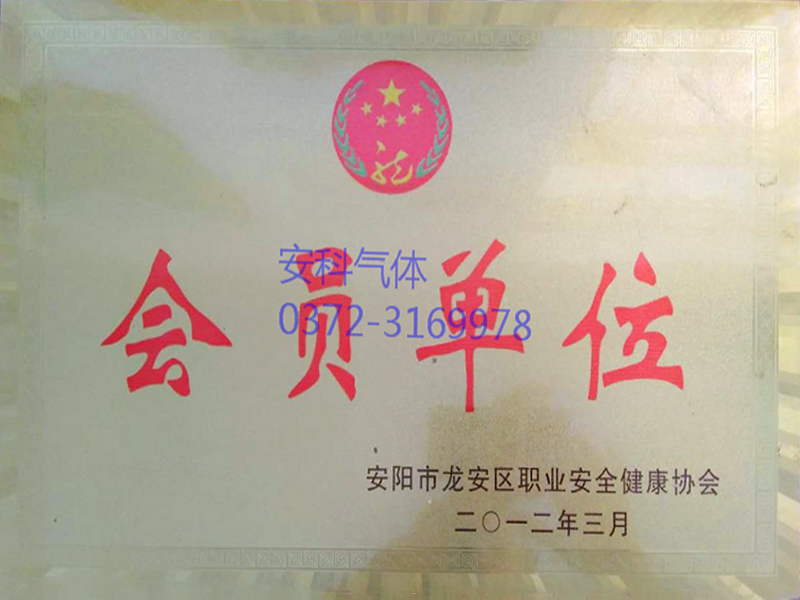 龙
安科气体
0372-3169978
会员单位
安阳市龙安区职业安全健康协会
二〇一二年三月